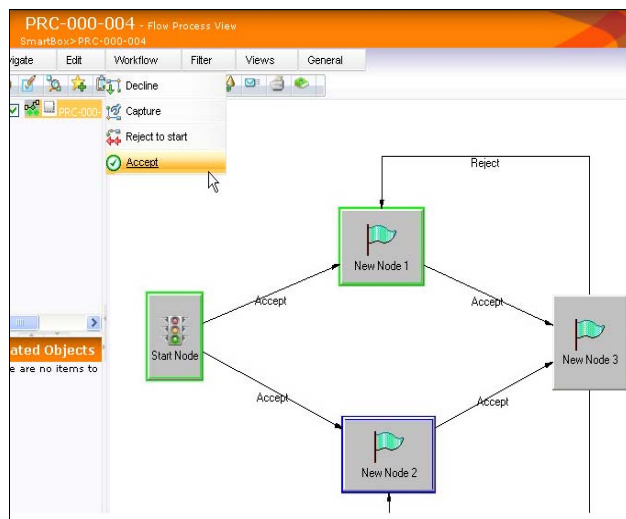 PRC-000-004 - Flow Process View
SmartBox>PRC-000-004
vigate Edit Workflow Filter Views General
Decline
Capture
Reject to start
Accept
PRC-000-
Reject
New Node 1
Accept Accept
Start Node
New Node 3
Accept Accept
New Node 2
ated Objects
e are no items to